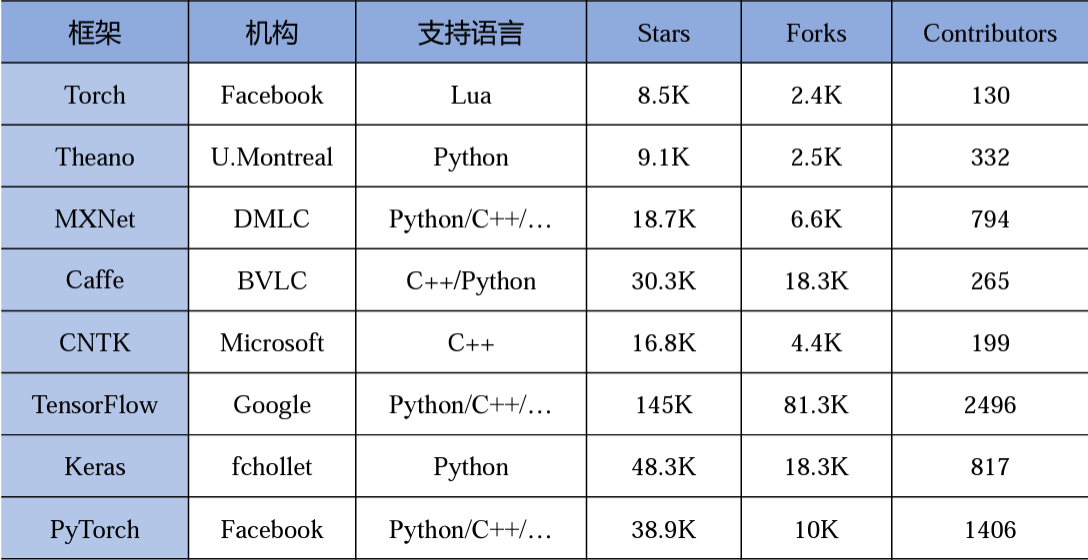 框架 机构 支持语言 Stars Forks Contributors
Torch Facebook Lua 8.5K 2.4K 130
Theano U.Montreal Python 9.1K 2.5K 332
MXNet DMLC Python/C++/… 18.7K 6.6K 794
Caffe BVLC C++/Python 30.3K 18.3K 265
CNTK Microsoft C++ 16.8K 4.4K 199
TensorFlow Google Python/C++/… 145K 81.3K 2496
Keras fchollet Python 48.3K 18.3K 817
PyTorch Facebook Python/C++/… 38.9K 10K 1406